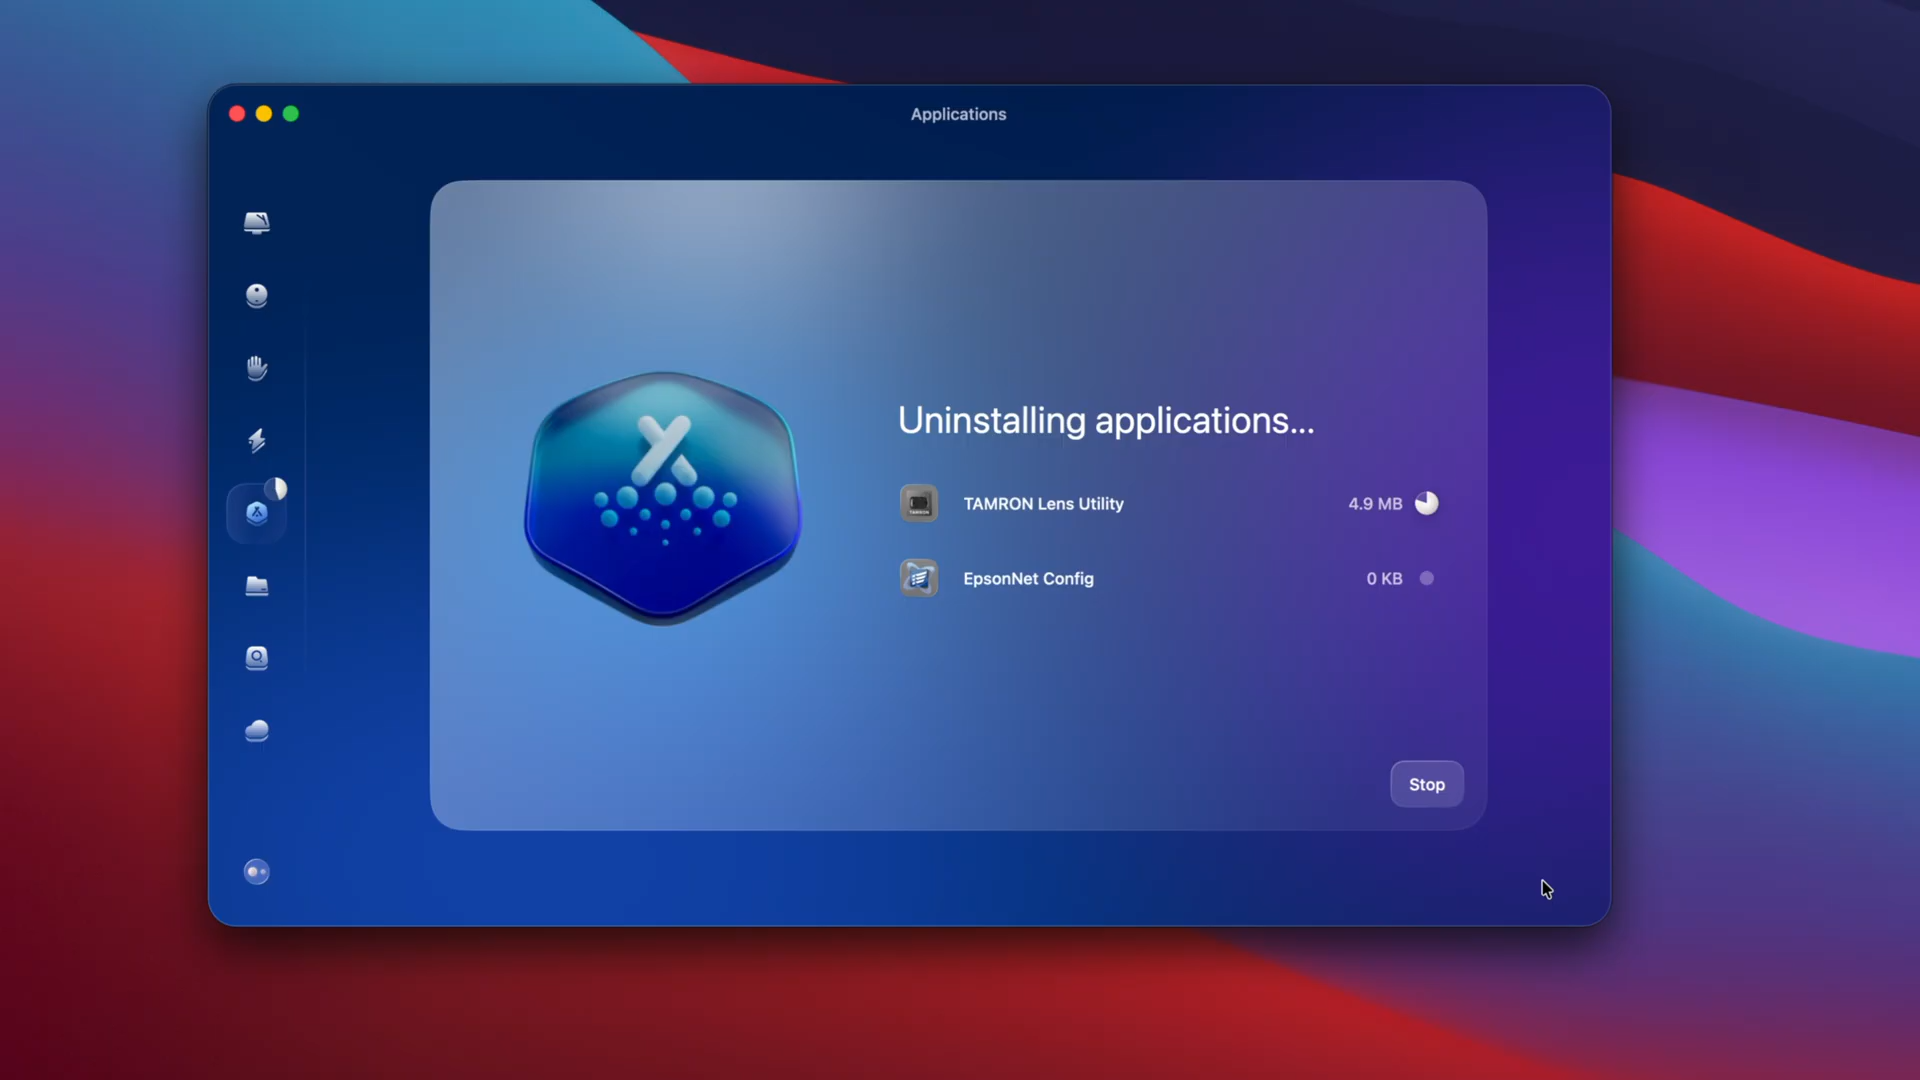 Applications
Uninstalling applications...
TAMRON Lens Utility 4.9 MB
EpsonNet Config 0 KB
Stop